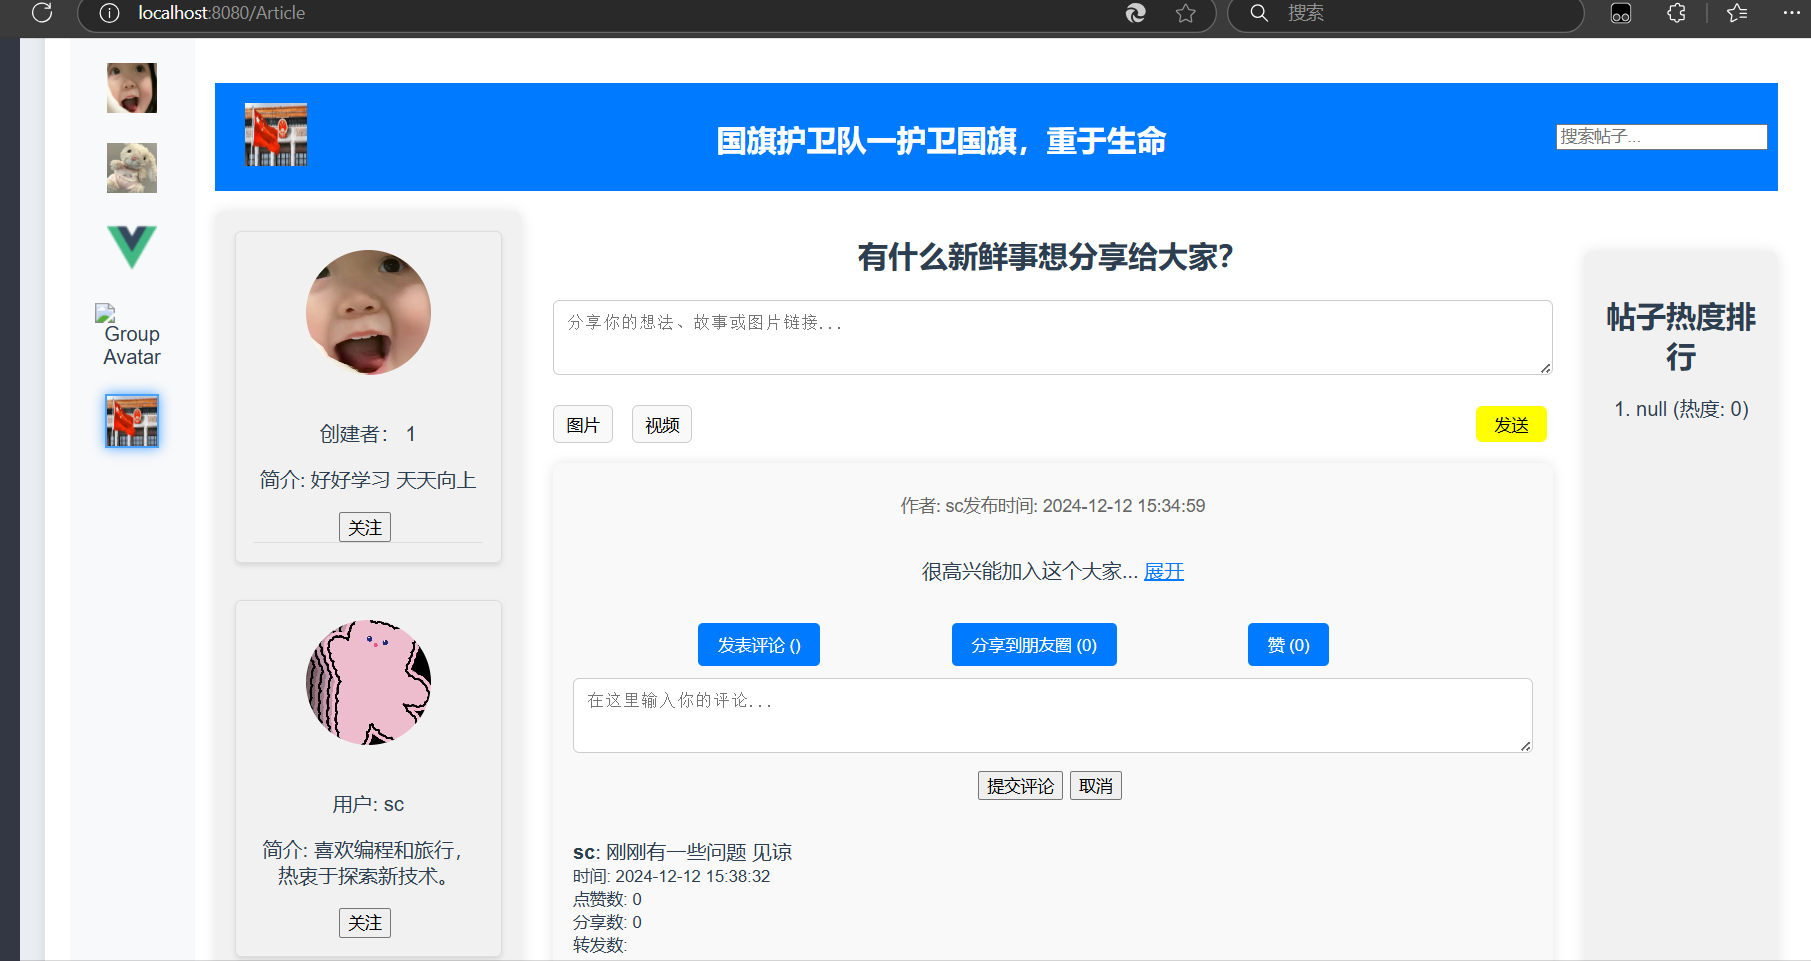 localhost:8080/Article
搜索
Group
Avatar
国旗护卫队一护卫国旗，重于生命
搜索帖子...
创建者： 1
简介: 好好学习 天天向上
关注
用户: sc
简介: 喜欢编程和旅行，
热衷于探索新技术。
关注
有什么新鲜事想分享给大家?
分享你的想法、故事或图片链接...
图片 视频 发送
作者: sc发布时间: 2024-12-12 15:34:59
很高兴能加入这个大家... 展开
发表评论 () 分享到朋友圈 (0) 赞 (0)
在这里输入你的评论...
提交评论 取消
sc: 刚刚有一些问题 见谅
时间: 2024-12-12 15:38:32
点赞数: 0
分享数: 0
转发数:
帖子热度排
行
1. null (热度: 0)